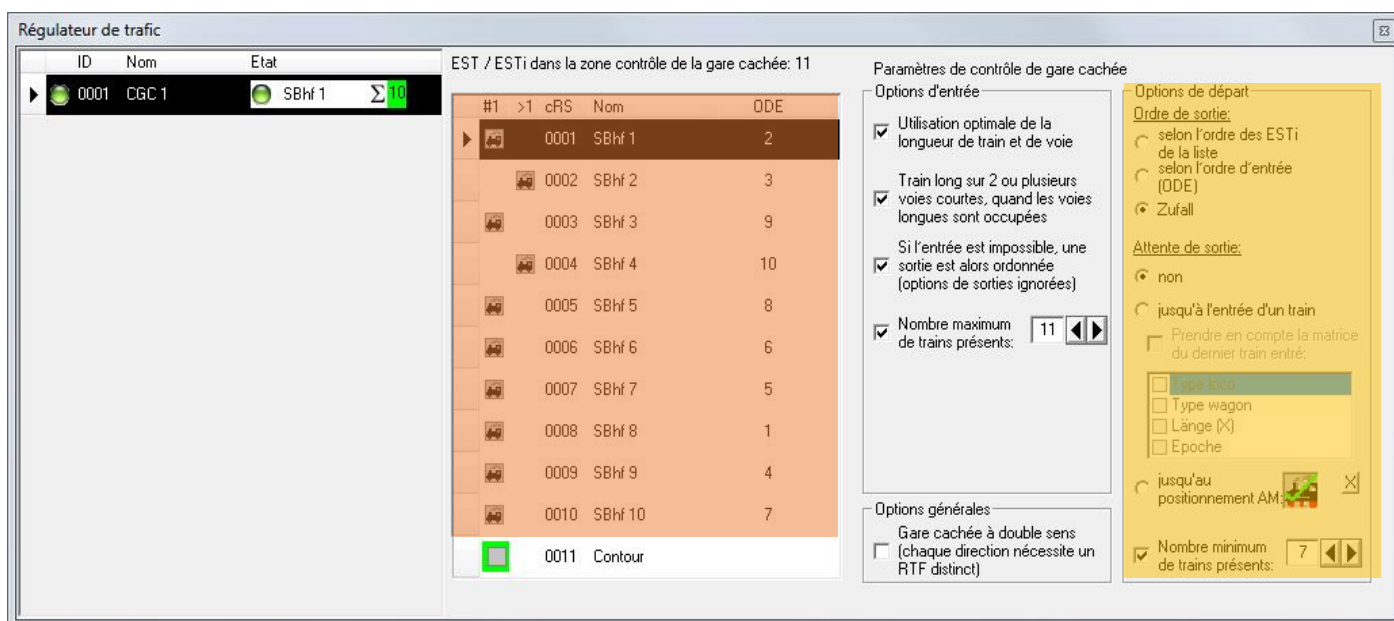 Régulateur de trafic
ID Nom Etat
0001 CGC 1 SBhf 1 Σ 10
EST / ESTi dans la zone contrôle de la gare cachée: 11
#1 >1 cRS Nom ODE
0001 SBhf 1 2
0002 SBhf 2 3
0003 SBhf 3 9
0004 SBhf 4 10
0005 SBhf 5 8
0006 SBhf 6 6
0007 SBhf 7 5
0008 SBhf 8 1
0009 SBhf 9 4
0010 SBhf 10 7
0011 Contour
Paramètres de contrôle de gare cachée
Options d'entrée
Utilisation optimale de la
longueur de train et de voie
Train long sur 2 ou plusieurs
voies courtes, quand les voies
longues sont occupées
Si l'entrée est impossible, une
sortie est alors ordonnée
(options de sorties ignorées)
Nombre maximum
de trains présents: 11
Options générales
Gare cachée à double sens
(chaque direction nécessite un
RTF distinct)
Options de départ
Ordre de sortie:
selon l'ordre des ESTi
de la liste
selon l'ordre d'entrée
(ODE)
Zufall
Attente de sortie:
non
jusqu'à l'entrée d'un train
Prendre en compte la matrice
du dernier train entré:
Type loco
Type wagon
Länge (X)
Epoche
jusqu'au
positionnement AM: X
Nombre minimum
de trains présents: 7